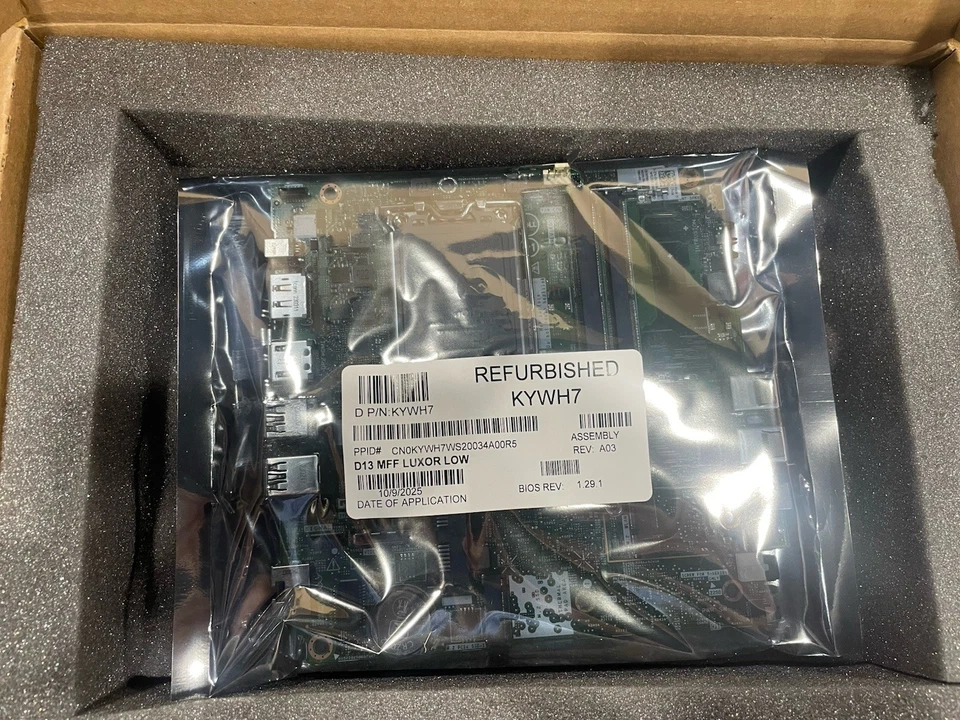 REFURBISHED
KYWH7
D P/N:KYWH7
PPID# CN0KYWH7WS20034A00R5
ASSEMBLY
REV: A03
D13 MFF LUXOR LOW
10/9/2025
BIOS REV: 1.29.1
DATE OF APPLICATION